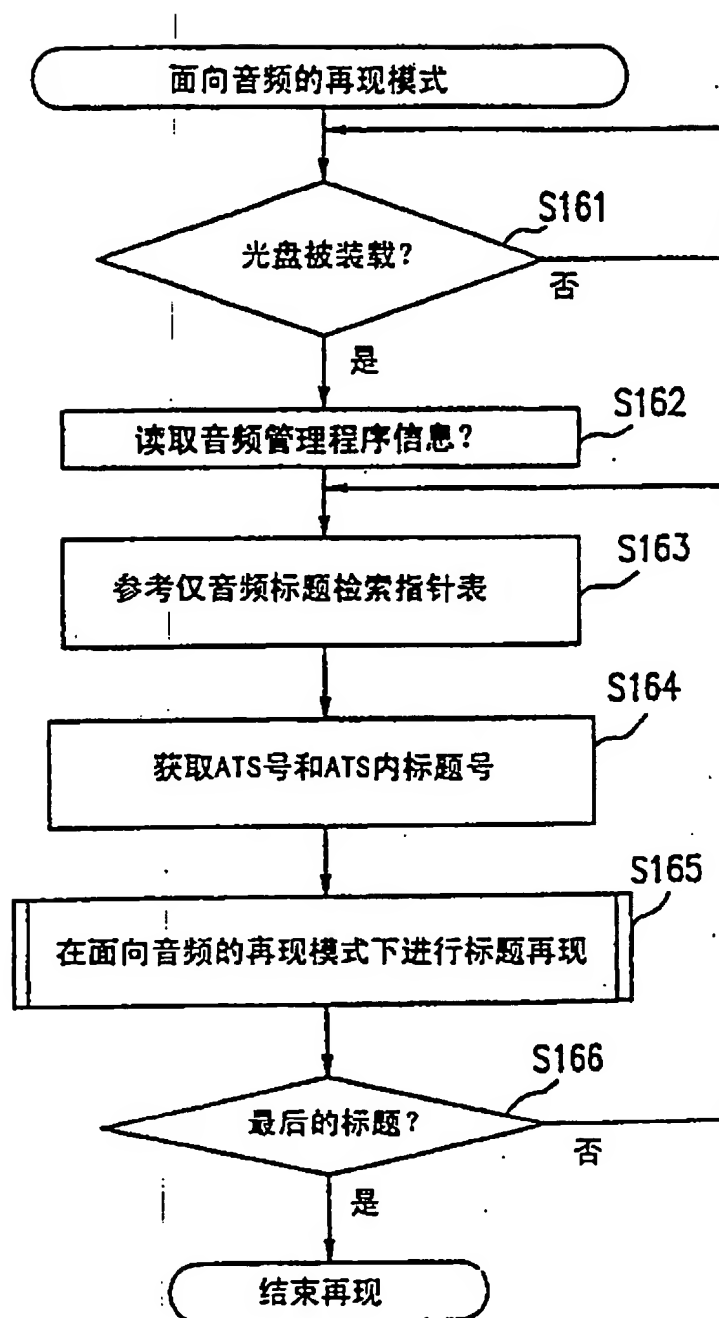 面向音频的再现模式
S161
光盘被装载?
否
是
S162
读取音频管理程序信息?
S163
参考仅音频标题检索指针表
S164
获取ATS号和ATS内标题号
S165
在面向音频的再现模式下进行标题再现
S166
最后的标题?
否
是
结束再现